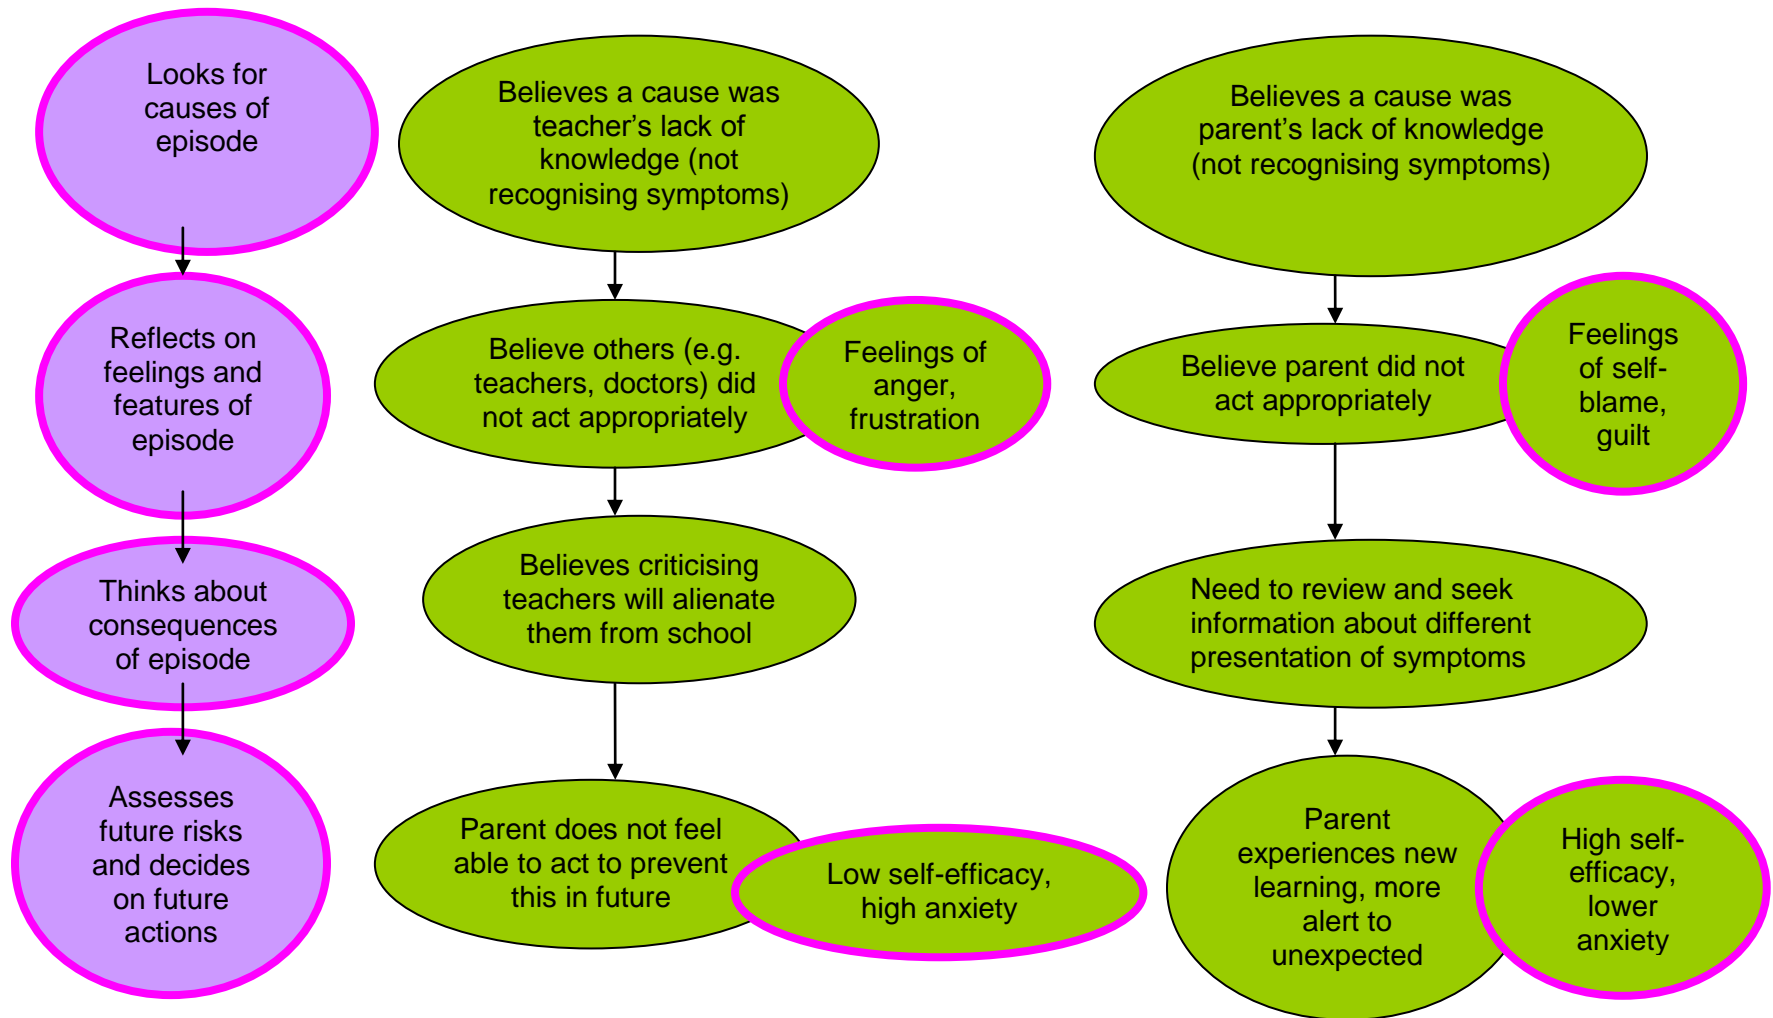 Looks for
causes of
episode
Believes a cause was
teacher’s lack of
knowledge (not
recognising symptoms)
Believes a cause was
parent’s lack of knowledge
(not recognising symptoms)
Reflects on
feelings and
features of
episode
Believe others (e.g.
teachers, doctors) did
not act appropriately
Feelings of
anger,
frustration
Believe parent did not
act appropriately
Feelings
of self-
blame,
guilt
Thinks about
consequences
of episode
Believes criticising
teachers will alienate
them from school
Need to review and seek
information about different
presentation of symptoms
Assesses
future risks
and decides
on future
actions
Parent does not feel
able to act to prevent
this in future
Low self-efficacy,
high anxiety
Parent
experiences new
learning, more
alert to
unexpected
High self-
efficacy,
lower
anxiety